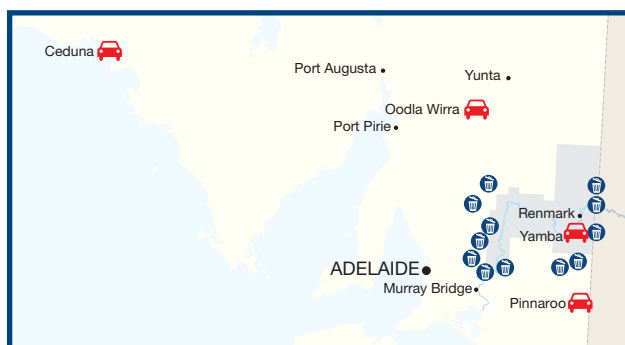 Ceduna
Port Augusta
Yunta
Oodla Wirra
Port Pirie
Renmark
Yamba
ADELAIDE
Murray Bridge
Pinnaroo